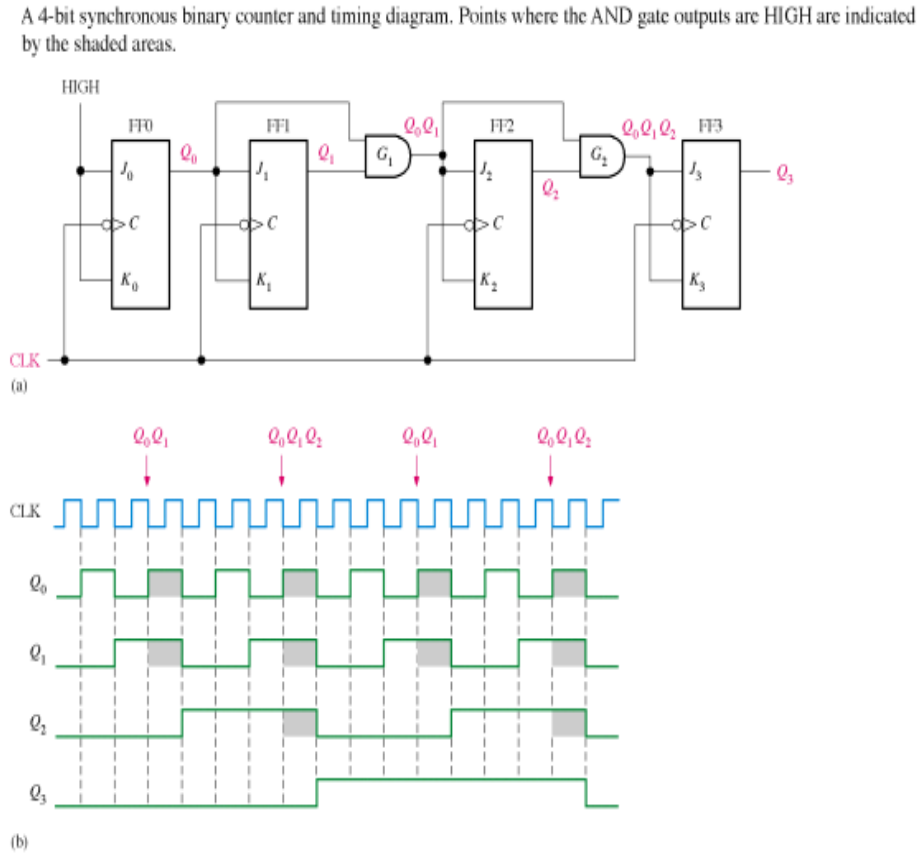 A 4-bit synchronous binary counter and timing diagram. Points where the AND gate outputs are HIGH are indicated
by the shaded areas.
HIGH
FF0 FF1 Q₀Q₁ FF2 Q₀Q₁Q₂ FF3
J₀ Q₀ J₁ Q₁ G₁ J₂ Q₂ G₂ J₃ Q₃
C C C C
K₀ K₁ K₂ K₃
CLK
(a)
Q₀Q₁ Q₀Q₁Q₂ Q₀Q₁ Q₀Q₁Q₂
CLK
Q₀
Q₁
Q₂
Q₃
(b)